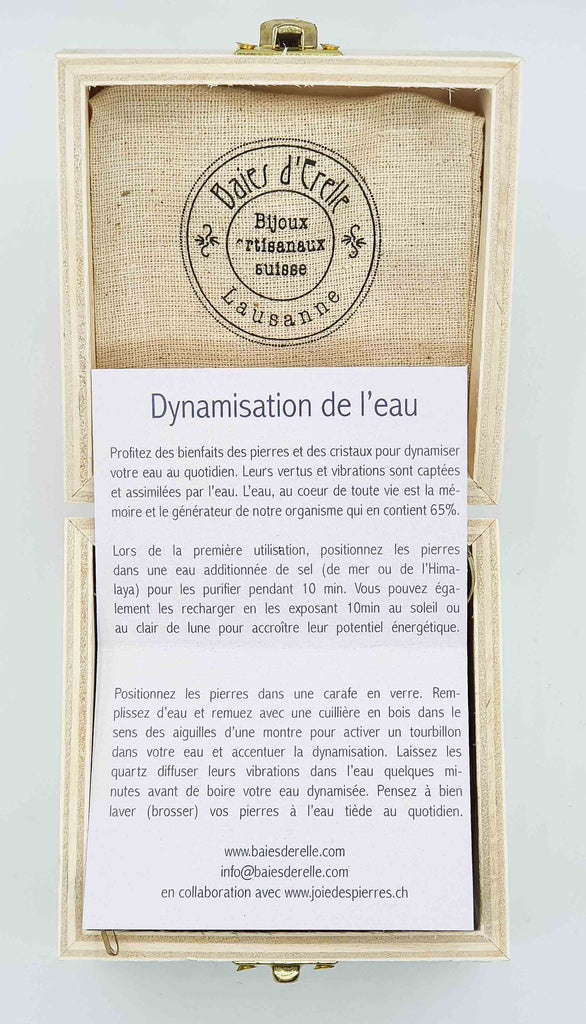 Baies d'Erelle
Bijoux
Artisanaux
suisse
Lausanne
Dynamisation de l'eau
Profitez des bienfaits des pierres et des cristaux pour dynamiser
votre eau au quotidien. Leurs vertus et vibrations sont captées
et assimilées par l'eau. L'eau, au coeur de toute vie est la mé-
moire et le générateur de notre organisme qui en contient 65%.
Lors de la première utilisation, positionnez les pierres
dans une eau additionnée de sel (de mer ou de l'Hima-
laya) pour les purifier pendant 10 min. Vous pouvez éga-
lement les recharger en les exposant 10min au soleil ou
au clair de lune pour accroître leur potentiel énergétique.
Positionnez les pierres dans une carafe en verre. Rem-
plissez d'eau et remuez avec une cuillière en bois dans le
sens des aiguilles d'une montre pour activer un tourbillon
dans votre eau et accentuer la dynamisation. Laissez les
quartz diffuser leurs vibrations dans l'eau quelques mi-
nutes avant de boire votre eau dynamisée. Pensez à bien
laver (brosser) vos pierres à l'eau tiède au quotidien.
www.baiesderelle.com
info@baiesderelle.com
en collaboration avec www.joiedespierres.ch